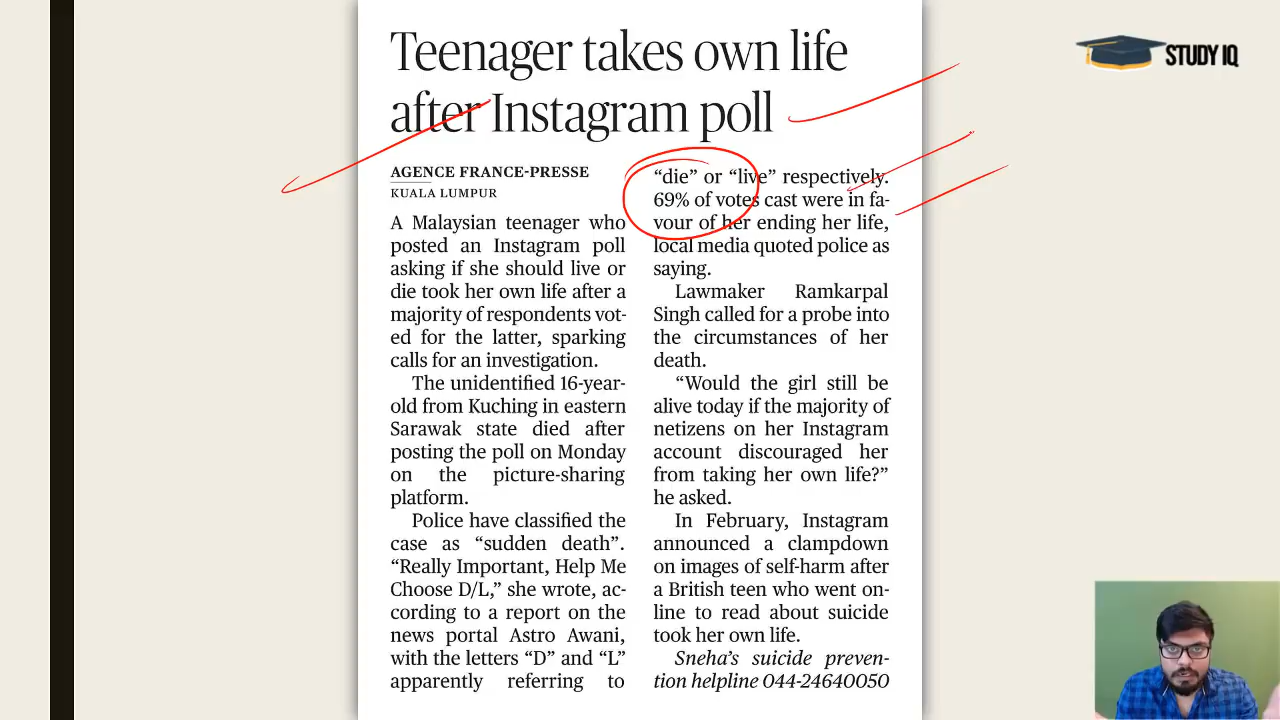 Teenager takes own life
after Instagram poll
AGENCE FRANCE-PRESSE
KUALA LUMPUR
A Malaysian teenager who
posted an Instagram poll
asking if she should live or
die took her own life after a
majority of respondents vot-
ed for the latter, sparking
calls for an investigation.
The unidentified 16-year-
old from Kuching in eastern
Sarawak state died after
posting the poll on Monday
on the picture-sharing
platform.
Police have classified the
case as “sudden death”.
“Really Important, Help Me
Choose D/L,” she wrote, ac-
cording to a report on the
news portal Astro Awani,
with the letters “D” and “L”
apparently referring to
“die” or “live” respectively.
69% of votes cast were in fa-
vour of her ending her life,
local media quoted police as
saying.
Lawmaker Ramkarpal
Singh called for a probe into
the circumstances of her
death.
“Would the girl still be
alive today if the majority of
netizens on her Instagram
account discouraged her
from taking her own life?”
he asked.
In February, Instagram
announced a clampdown
on images of self-harm after
a British teen who went on-
line to read about suicide
took her own life.
Sneha’s suicide preven-
tion helpline 044-24640050
STUDY IQ